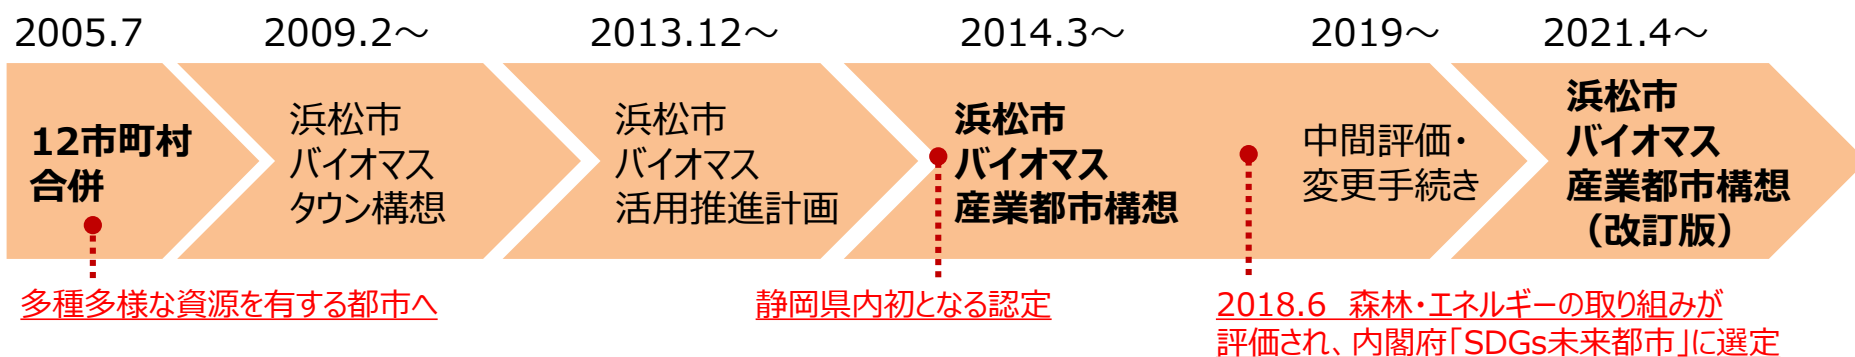 2005.7
2009.2～
2013.12～
2014.3～
2019～
2021.4～
12市町村
合併
浜松市
バイオマス
タウン構想
浜松市
バイオマス
活用推進計画
浜松市
バイオマス
産業都市構想
中間評価・
変更手続き
浜松市
バイオマス
産業都市構想
（改訂版）
多種多様な資源を有する都市へ
静岡県内初となる認定
2018.6　森林・エネルギーの取り組みが
評価され、内閣府「SDGs未来都市」に選定